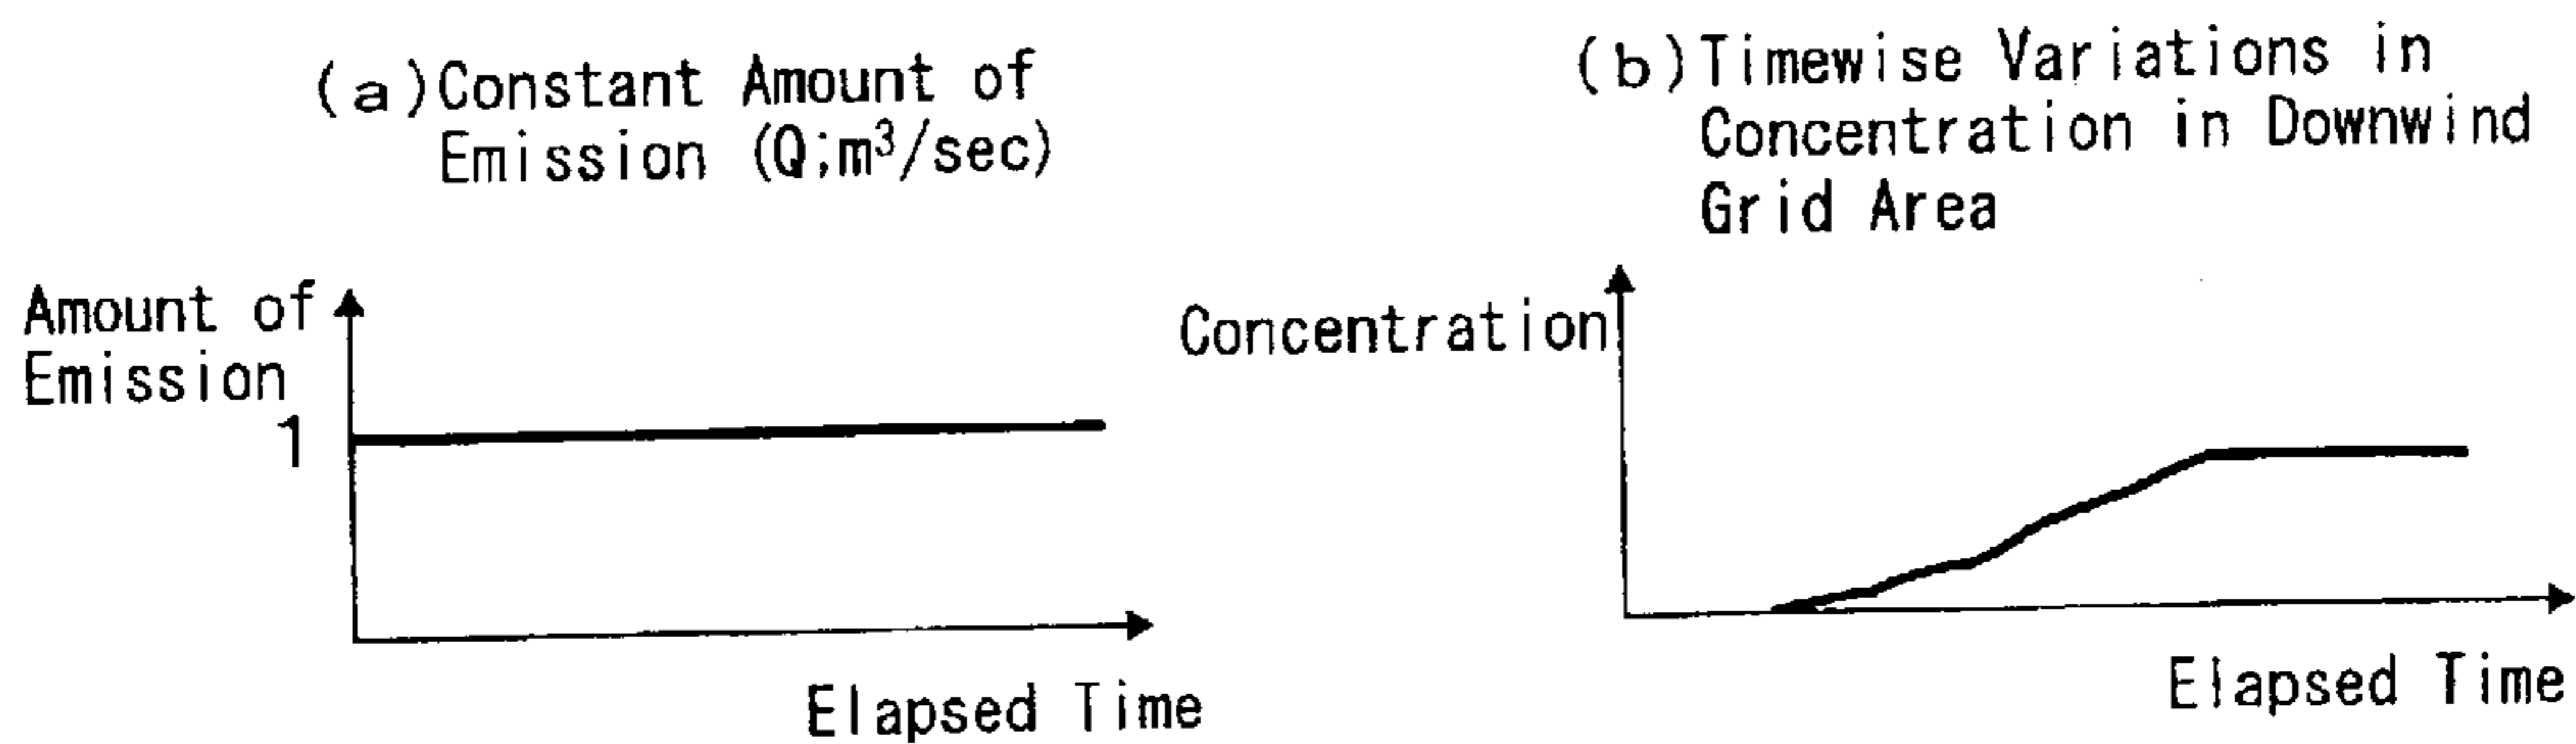 (a)Constant Amount of
Emission (Q;m³/sec)
Amount of
Emission
1
Elapsed Time
(b)Timewise Variations in
Concentration in Downwind
Grid Area
Concentration
Elapsed Time